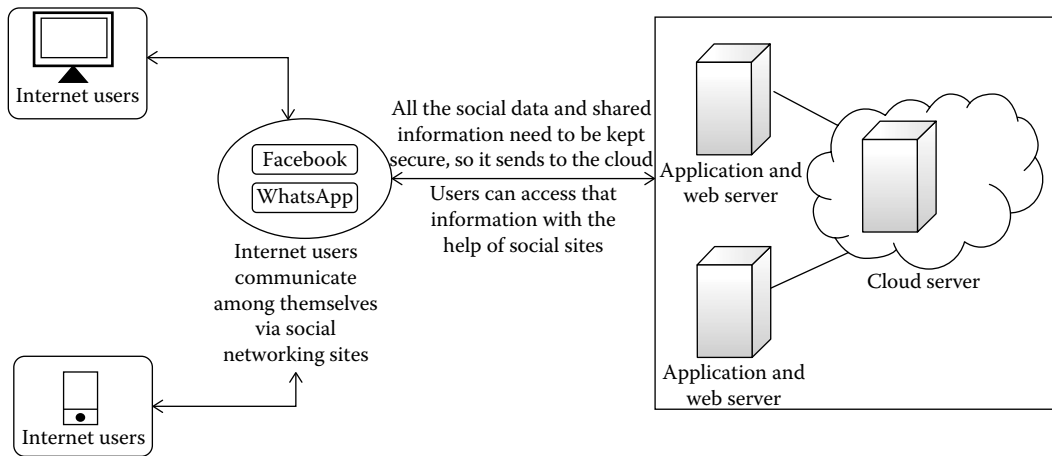 Internet users
Facebook
WhatsApp
Internet users
communicate
among themselves
via social
networking sites
Internet users
All the social data and shared
information need to be kept
secure, so it sends to the cloud
Users can access that
information with the
help of social sites
Application and
web server
Cloud server
Application and
web server